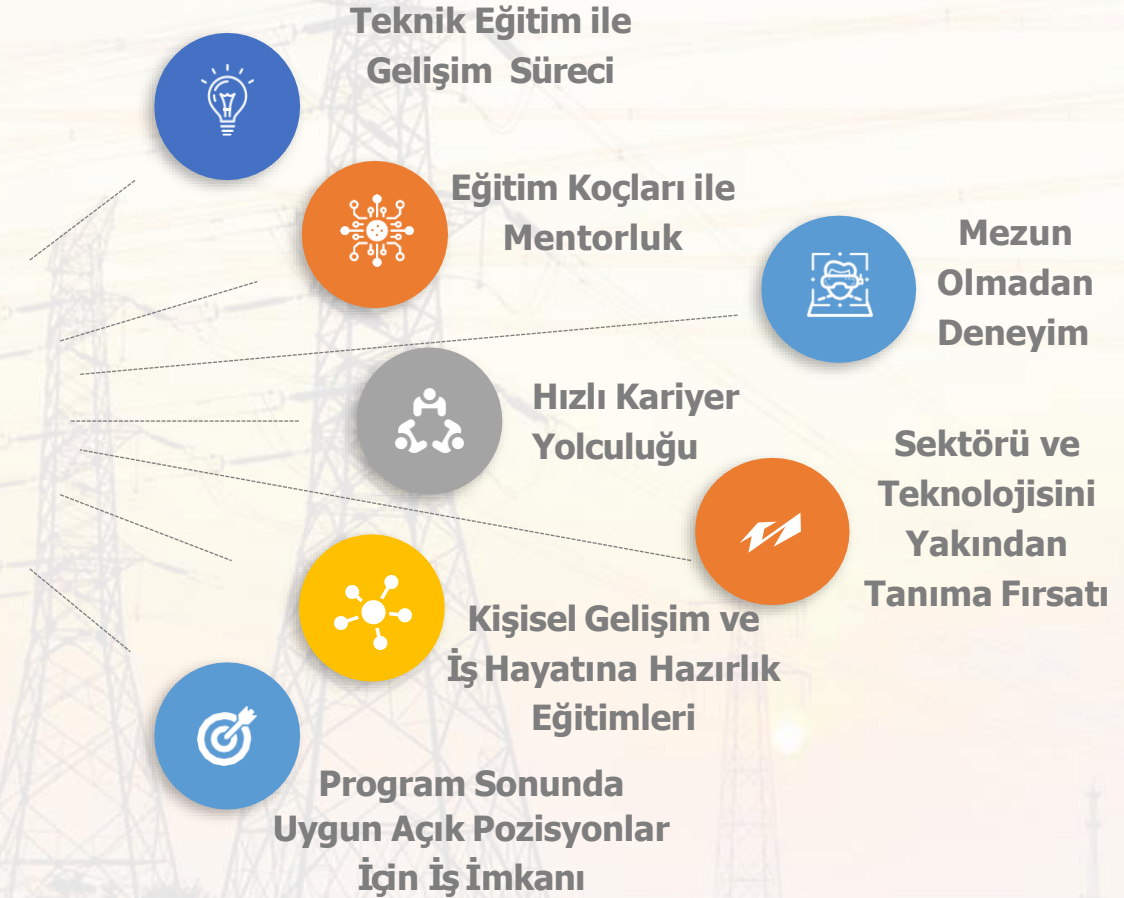 Teknik Eğitim ile
Gelişim Süreci
Eğitim Koçları ile
Mentorluk
Mezun
Olmadan
Deneyim
Hızlı Kariyer
Yolculuğu
Sektörü ve
Teknolojisini
Yakından
Tanıma Fırsatı
Kişisel Gelişim ve
İş Hayatına Hazırlık
Eğitimleri
Program Sonunda
Uygun Açık Pozisyonlar
İçin İş İmkanı